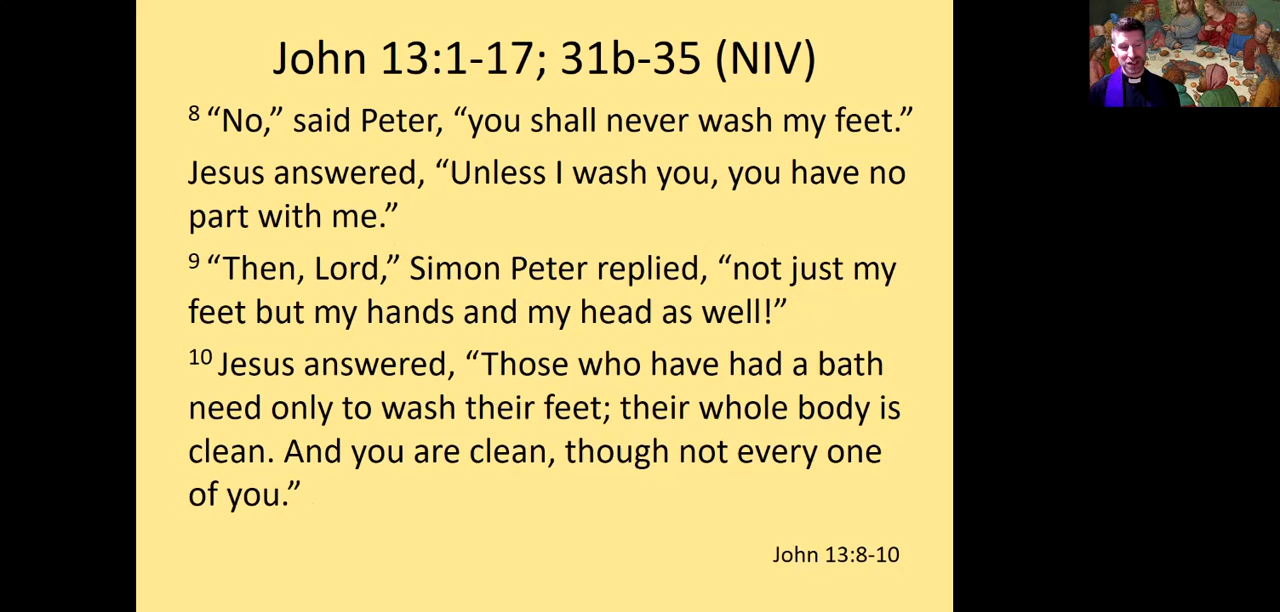 John 13:1-17; 31b-35 (NIV)
8 “No,” said Peter, “you shall never wash my feet.”
Jesus answered, “Unless I wash you, you have no
part with me.”
9 “Then, Lord,” Simon Peter replied, “not just my
feet but my hands and my head as well!”
10 Jesus answered, “Those who have had a bath
need only to wash their feet; their whole body is
clean. And you are clean, though not every one
of you.”
John 13:8-10